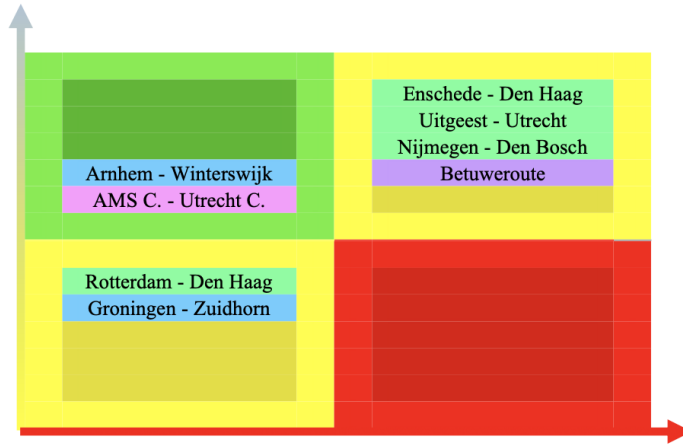 Enschede - Den Haag
Uitgeest - Utrecht
Nijmegen - Den Bosch
Arnhem - Winterswijk
Betuweroute
AMS C. - Utrecht C.
Rotterdam - Den Haag
Groningen - Zuidhorn